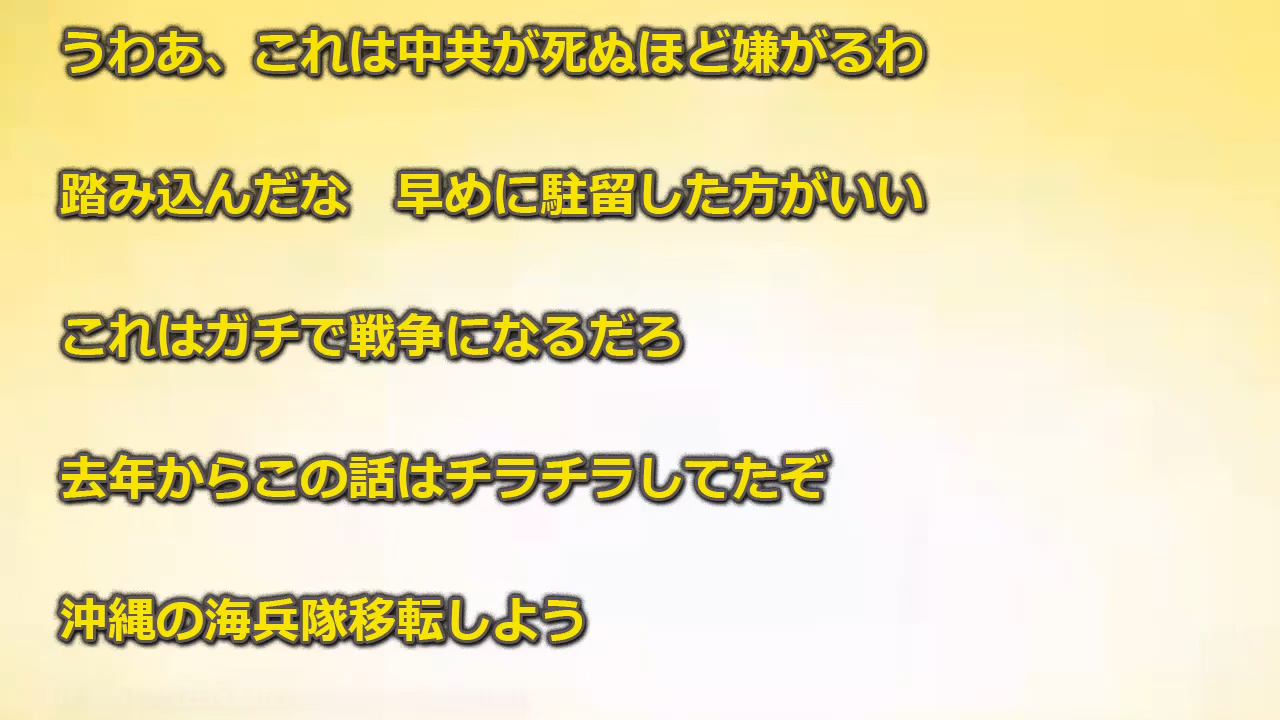 うわあ、これは中共が死ぬほど嫌がるわ
踏み込んだな　早めに駐留した方がいい
これはガチで戦争になるだろ
去年からこの話はチラチラしてたぞ
沖縄の海兵隊移転しよう